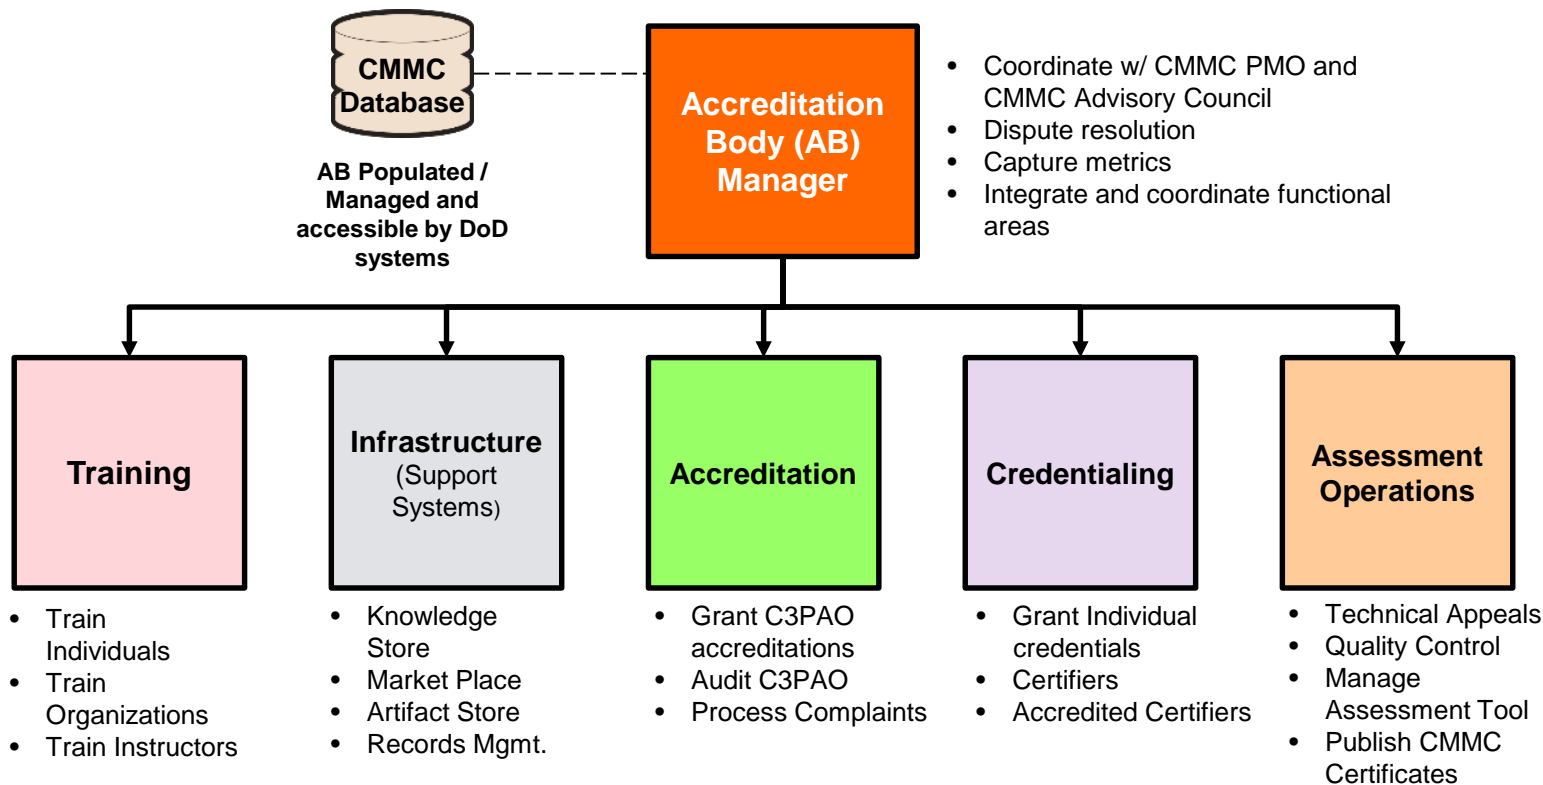 CMMC
Database
AB Populated /
Managed and
accessible by DoD
systems
Accreditation
Body (AB)
Manager
• Coordinate w/ CMMC PMO and
CMMC Advisory Council
• Dispute resolution
• Capture metrics
• Integrate and coordinate functional
areas
Training
• Train
Individuals
• Train
Organizations
• Train Instructors
Infrastructure
(Support
Systems)
• Knowledge
Store
• Market Place
• Artifact Store
• Records Mgmt.
Accreditation
• Grant C3PAO
accreditations
• Audit C3PAO
• Process Complaints
Credentialing
• Grant Individual
credentials
• Certifiers
• Accredited Certifiers
Assessment
Operations
• Technical Appeals
• Quality Control
• Manage
Assessment Tool
• Publish CMMC
Certificates